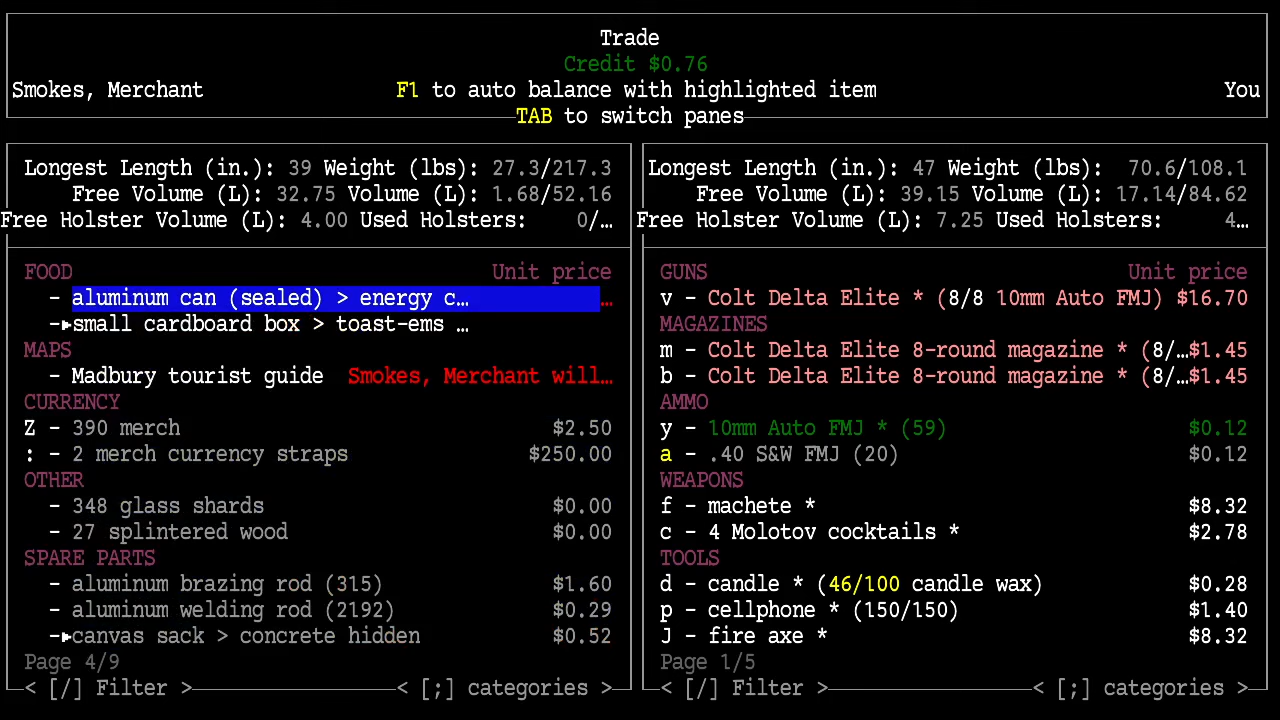 Trade
Credit $0.76
Smokes, Merchant F1 to auto balance with highlighted item You
TAB to switch panes
Longest Length (in.): 39 Weight (lbs): 27.3/217.3
Free Volume (L): 32.75 Volume (L): 1.68/52.16
Free Holster Volume (L): 4.00 Used Holsters: 0/…
FOOD Unit price
- aluminum can (sealed) > energy c… …
-▸small cardboard box > toast-ems …
MAPS
- Madbury tourist guide Smokes, Merchant will…
CURRENCY
Z - 390 merch $2.50
: - 2 merch currency straps $250.00
OTHER
- 348 glass shards $0.00
- 27 splintered wood $0.00
SPARE PARTS
- aluminum brazing rod (315) $1.60
- aluminum welding rod (2192) $0.29
-▸canvas sack > concrete hidden $0.52
Page 4/9
< [/] Filter > < [;] categories >
Longest Length (in.): 47 Weight (lbs): 70.6/108.1
Free Volume (L): 39.15 Volume (L): 17.14/84.62
Free Holster Volume (L): 7.25 Used Holsters: 4…
GUNS Unit price
v - Colt Delta Elite * (8/8 10mm Auto FMJ) $16.70
MAGAZINES
m - Colt Delta Elite 8-round magazine * (8/…$1.45
b - Colt Delta Elite 8-round magazine * (8/…$1.45
AMMO
y - 10mm Auto FMJ * (59) $0.12
a - .40 S&W FMJ (20) $0.12
WEAPONS
f - machete * $8.32
c - 4 Molotov cocktails * $2.78
TOOLS
d - candle * (46/100 candle wax) $0.28
p - cellphone * (150/150) $1.40
J - fire axe * $8.32
Page 1/5
< [/] Filter > < [;] categories >